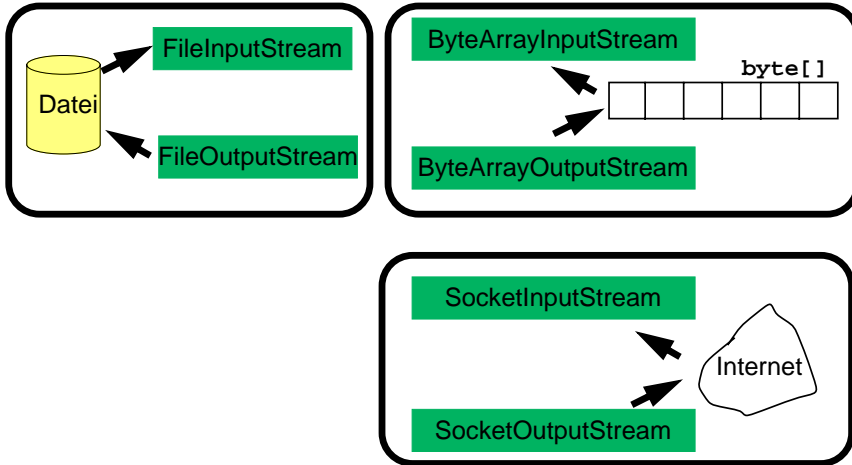 FileInputStream
Datei
FileOutputStream
ByteArrayInputStream
byte[]
ByteArrayOutputStream
SocketInputStream
Internet
SocketOutputStream